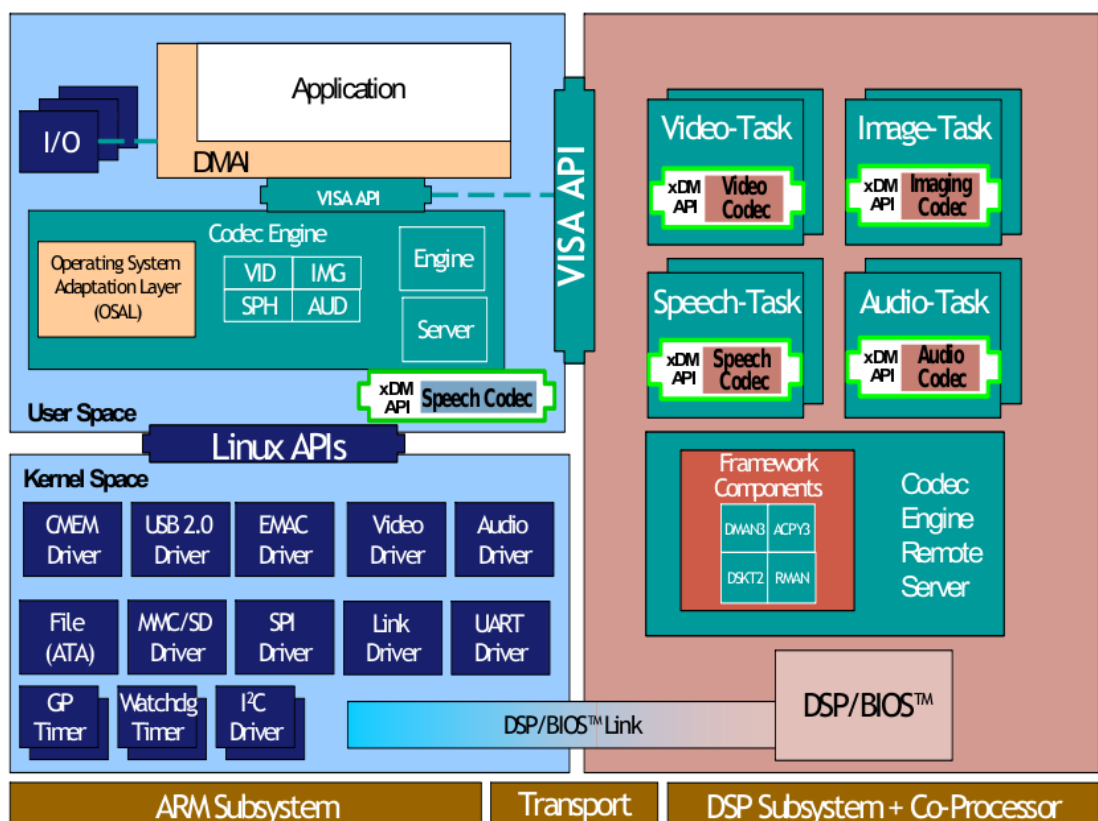 Application
I/O
DMAI
VISA API
Codec Engine
VID IMG
SPH AUD
Engine
Server
Operating System
Adaptation Layer
(OSAL)
xDM
API
Speech Codec
User Space
Linux APIs
Kernel Space
CMEM
Driver
USB 2.0
Driver
EMAC
Driver
Video
Driver
Audio
Driver
File
(ATA)
MMC/SD
Driver
SPI
Driver
Link
Driver
UART
Driver
GP
Timer
Watchdg
Timer
I²C
Driver
DSP/BIOS™ Link
VISA API
Video-Task
xDM
API
Video
Codec
Image-Task
xDM
API
Imaging
Codec
Speech-Task
xDM
API
Speech
Codec
Audio-Task
xDM
API
Audio
Codec
Framework
Components
DMAN3 ACPY3
DSKT2 RMAN
Codec
Engine
Remote
Server
DSP/BIOS™
ARM Subsystem
Transport
DSP Subsystem + Co-Processor